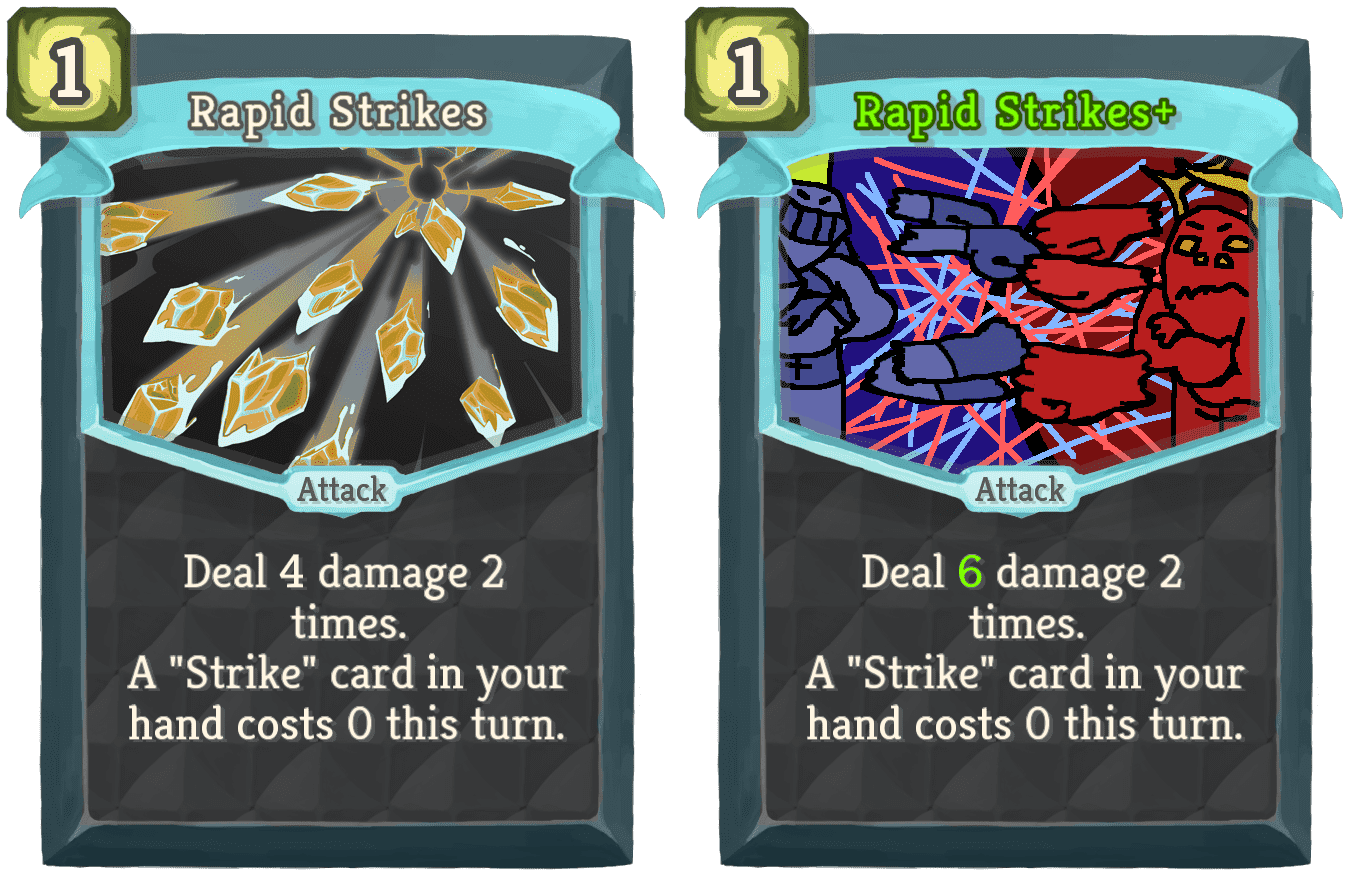 1
Rapid Strikes
Attack
Deal 4 damage 2
times.
A "Strike" card in your
hand costs 0 this turn.
1
Rapid Strikes+
Attack
Deal 6 damage 2
times.
A "Strike" card in your
hand costs 0 this turn.